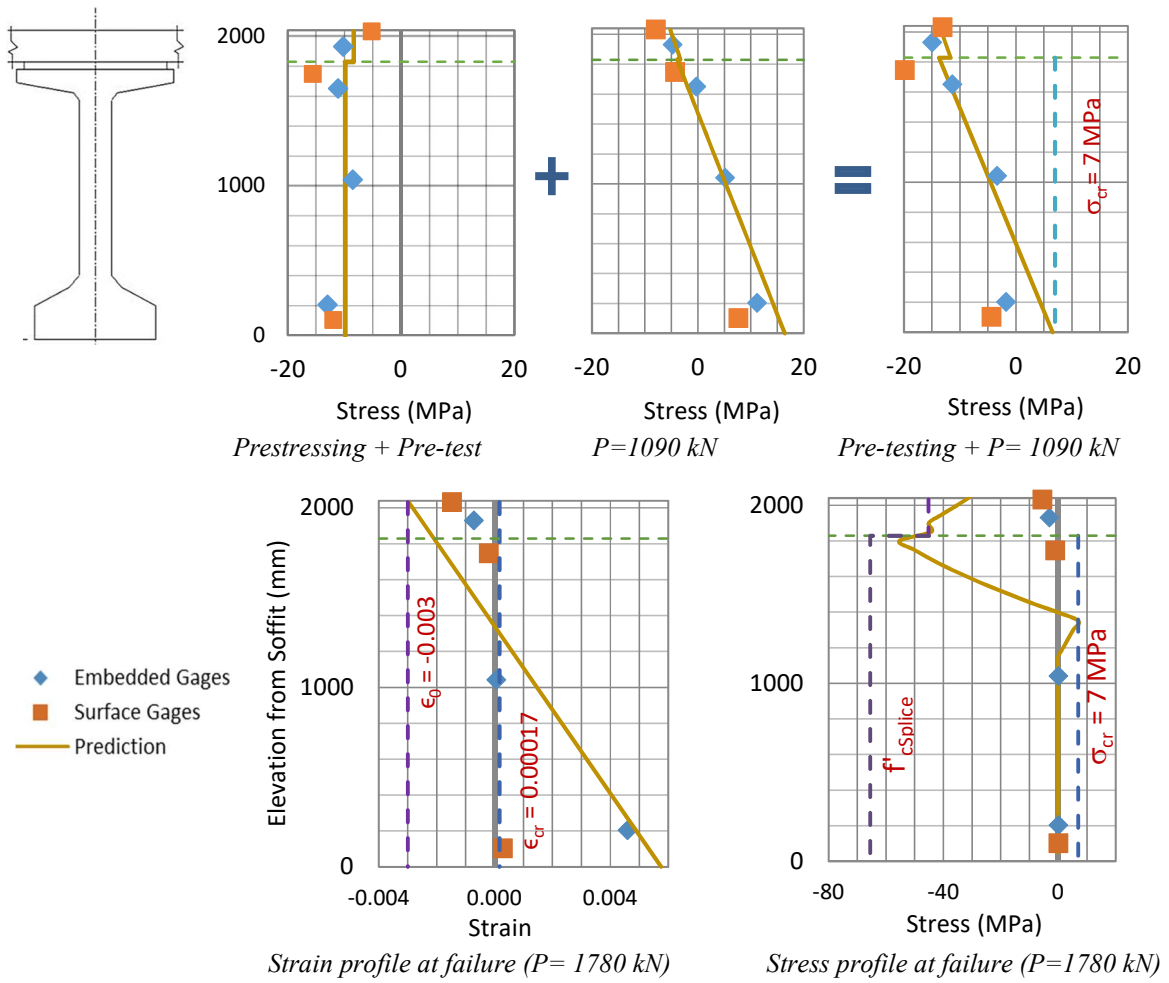 2000
1000
0
-20 0 20
Stress (MPa)
Prestressing + Pre-test
+
-20 0 20
Stress (MPa)
P=1090 kN
=
σcr= 7 MPa
-20 0 20
Stress (MPa)
Pre-testing + P= 1090 kN
Embedded Gages
Surface Gages
Prediction
Elevation from Soffit (mm)
2000
1000
0
ϵ0 = -0.003
ϵcr = 0.00017
-0.004 0.000 0.004
Strain
Strain profile at failure (P= 1780 kN)
2000
1000
0
f'cSplice
σcr = 7 MPa
-80 -40 0
Stress (MPa)
Stress profile at failure (P=1780 kN)